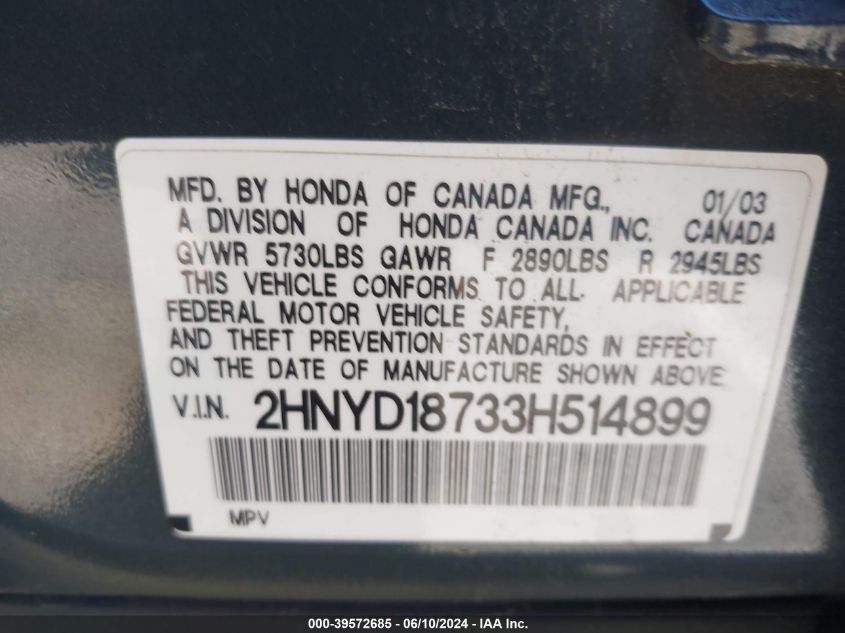 MFD. BY HONDA OF CANADA MFG., 01/03
A DIVISION OF HONDA CANADA INC. CANADA
GVWR 5730LBS GAWR F 2890LBS R 2945LBS
THIS VEHICLE CONFORMS TO ALL APPLICABLE
FEDERAL MOTOR VEHICLE SAFETY,
AND THEFT PREVENTION STANDARDS IN EFFECT
ON THE DATE OF MANUFACTURE SHOWN ABOVE
V.I.N. 2HNYD18733H514899
MPV
000-39572685 - 06/10/2024 - IAA Inc.